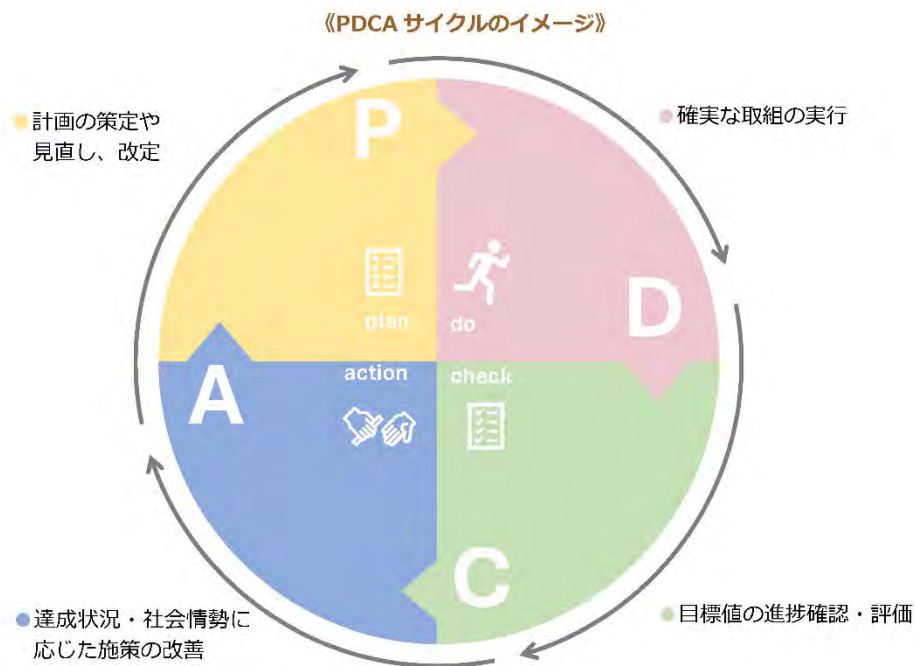 《PDCA サイクルのイメージ》
計画の策定や
見直し、改定
確実な取組の実行
P
D
plan
do
action
check
A
C
達成状況・社会情勢に
応じた施策の改善
目標値の進捗確認・評価